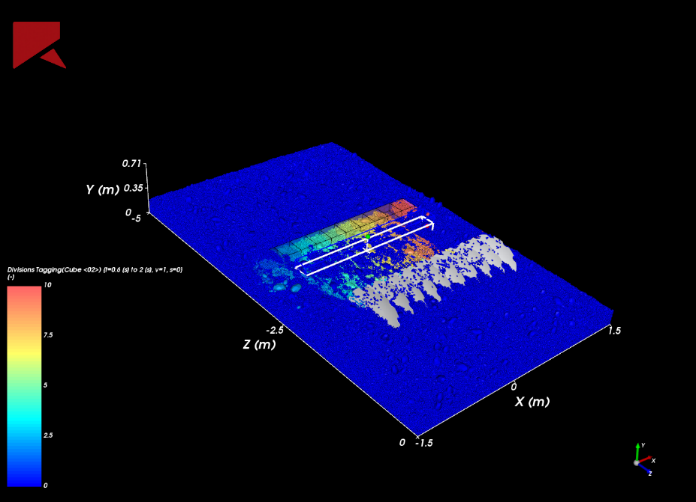 0.71
Y (m) 0.35
0
-5
Divisions Tagging(Cube <02>) (t=0.6 (s) to 2 (s), v=1, s=0)
(-)
10
7.5
5
2.5
0
-2.5
Z (m)
0 -1.5
0
X (m)
1.5
Y
X
Z